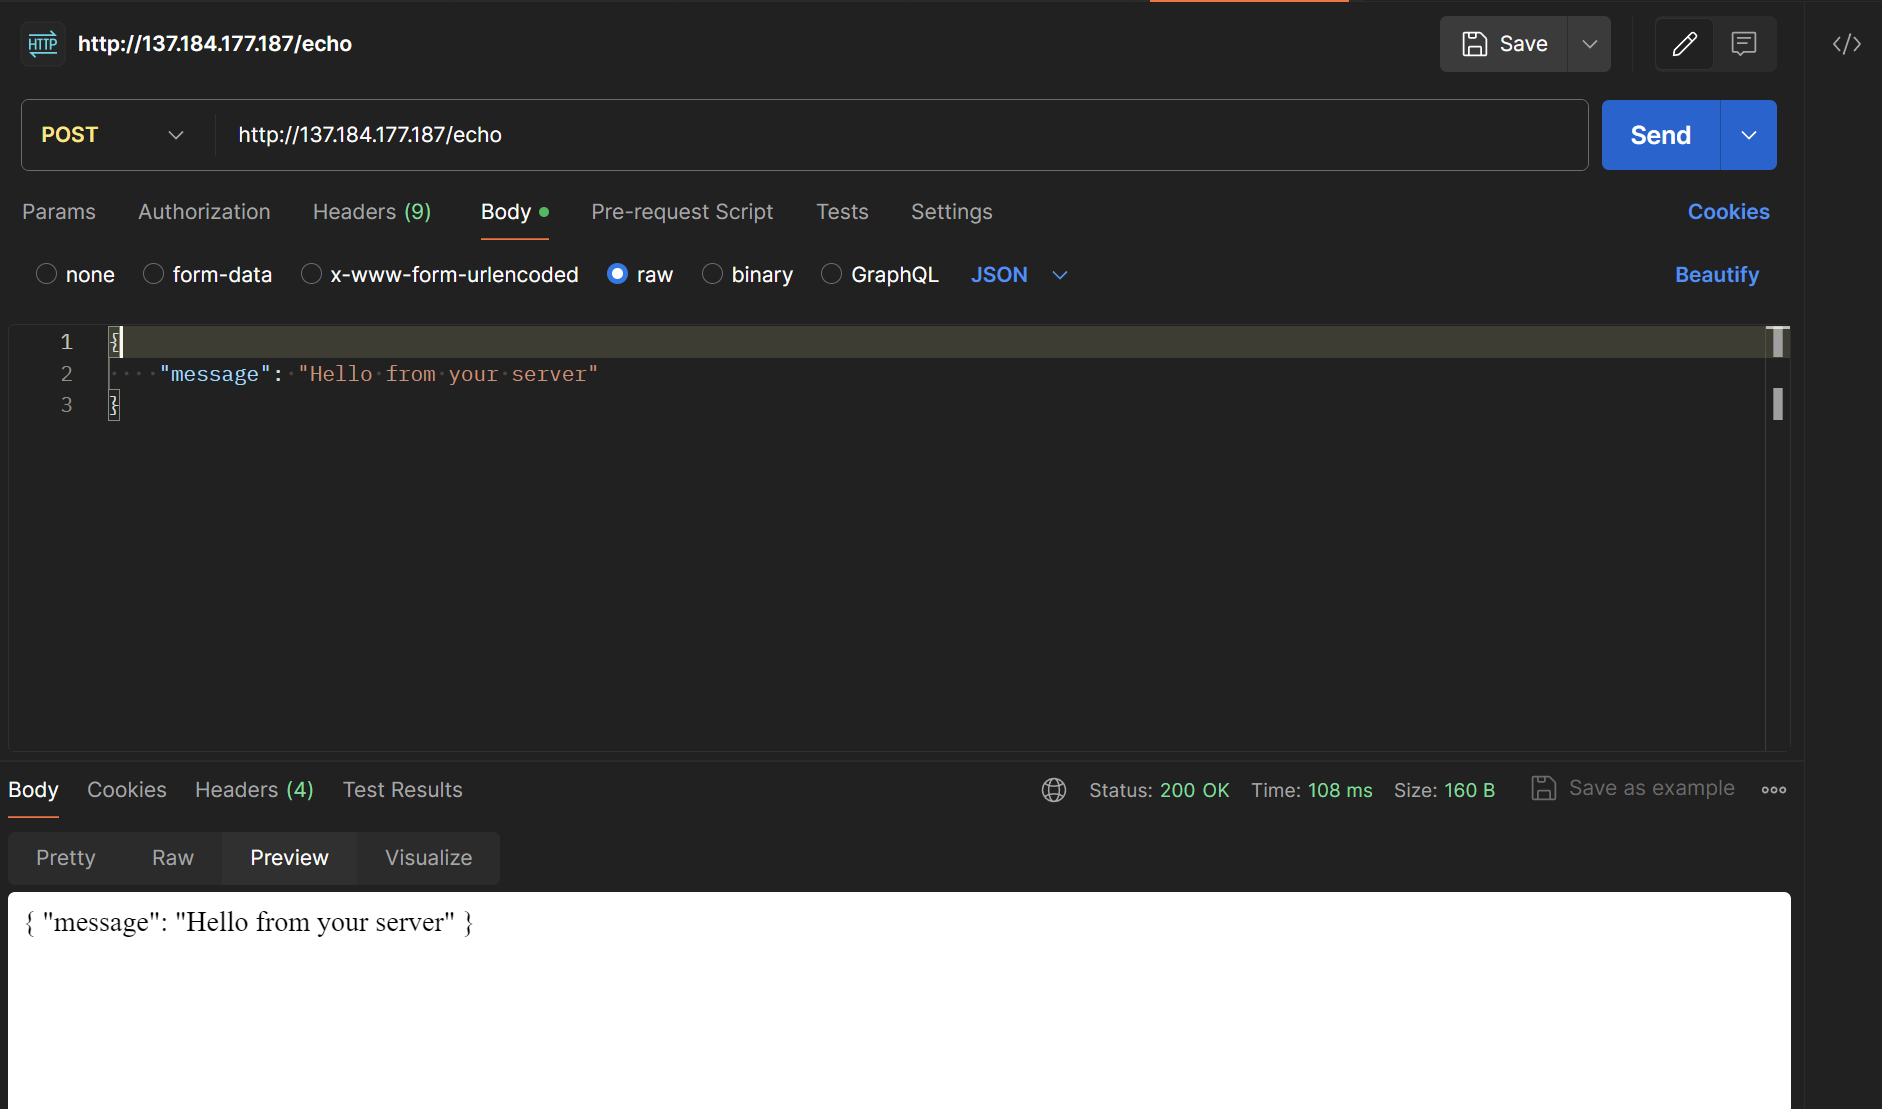 HTTP http://137.184.177.187/echo Save
POST http://137.184.177.187/echo Send
Params Authorization Headers (9) Body Pre-request Script Tests Settings Cookies
none form-data x-www-form-urlencoded raw binary GraphQL JSON Beautify
1 {
2 "message": "Hello from your server"
3 }
Body Cookies Headers (4) Test Results Status: 200 OK Time: 108 ms Size: 160 B Save as example
Pretty Raw Preview Visualize
{ "message": "Hello from your server" }